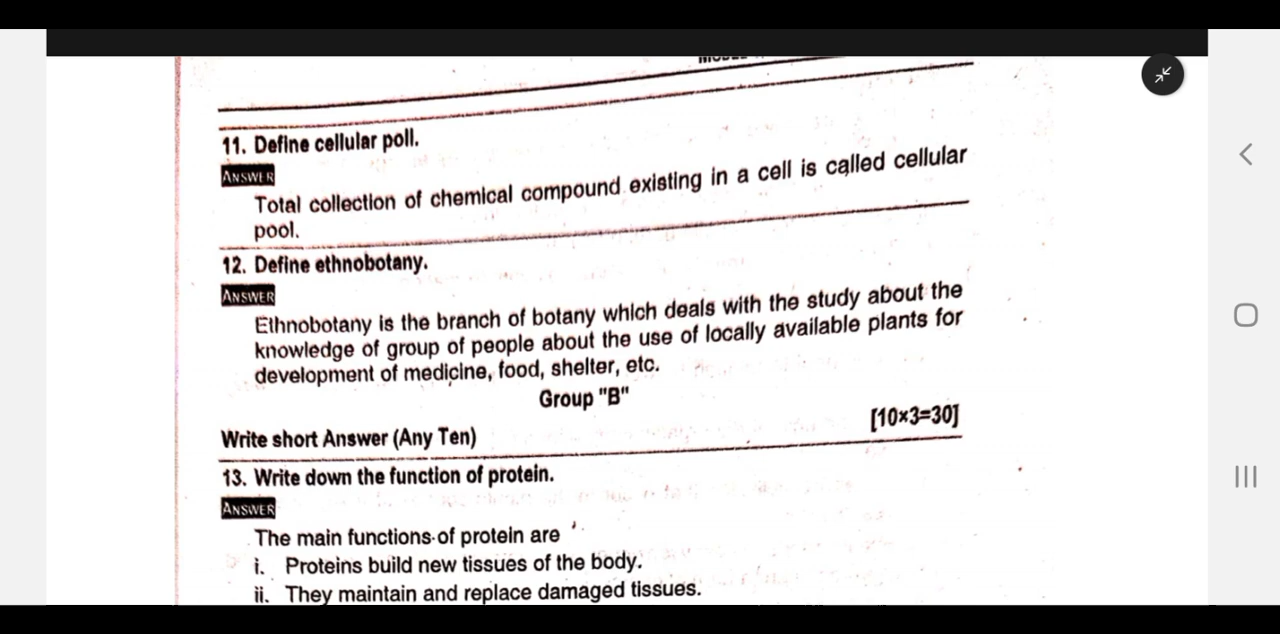 11. Define cellular poll.
ANSWER
Total collection of chemical compound existing in a cell is called cellular
pool.
12. Define ethnobotany.
ANSWER
Ethnobotany is the branch of botany which deals with the study about the
knowledge of group of people about the use of locally available plants for
development of medicine, food, shelter, etc.
Group "B"
[10×3=30]
Write short Answer (Any Ten)
13. Write down the function of protein.
ANSWER
The main functions of protein are
i. Proteins build new tissues of the body.
ii. They maintain and replace damaged tissues.